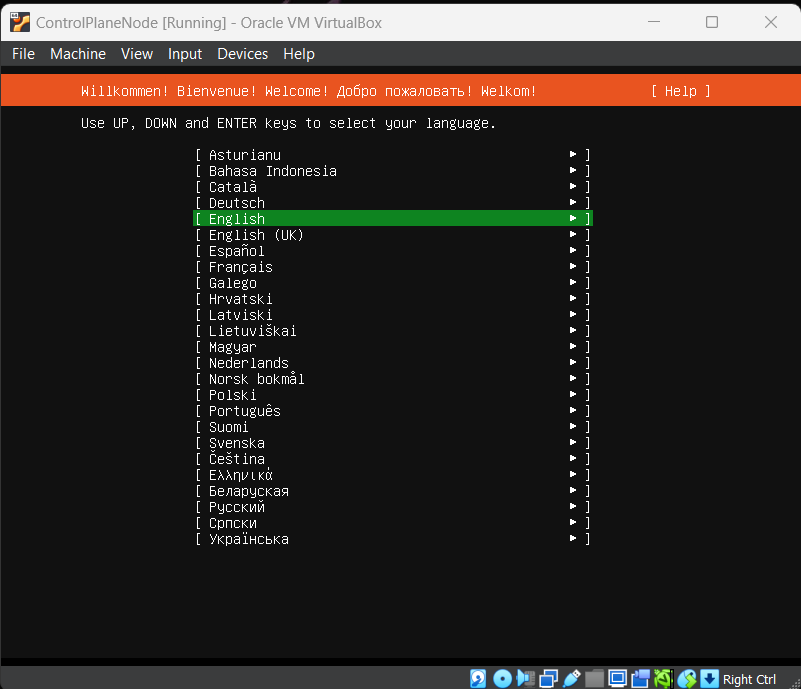 ControlPlaneNode [Running] - Oracle VM VirtualBox
File Machine View Input Devices Help
Willkommen! Bienvenue! Welcome! Добро пожаловать! Welkom! [ Help ]
Use UP, DOWN and ENTER keys to select your language.
[ Asturianu ► ]
[ Bahasa Indonesia ► ]
[ Català ► ]
[ Deutsch ► ]
[ English ► ]
[ English (UK) ► ]
[ Español ► ]
[ Français ► ]
[ Galego ► ]
[ Hrvatski ► ]
[ Latviski ► ]
[ Lietuviškai ► ]
[ Magyar ► ]
[ Nederlands ► ]
[ Norsk bokmål ► ]
[ Polski ► ]
[ Português ► ]
[ Suomi ► ]
[ Svenska ► ]
[ Čeština ► ]
[ Ελληνικά ► ]
[ Беларуская ► ]
[ Русский ► ]
[ Српски ► ]
[ Українська ► ]
Right Ctrl